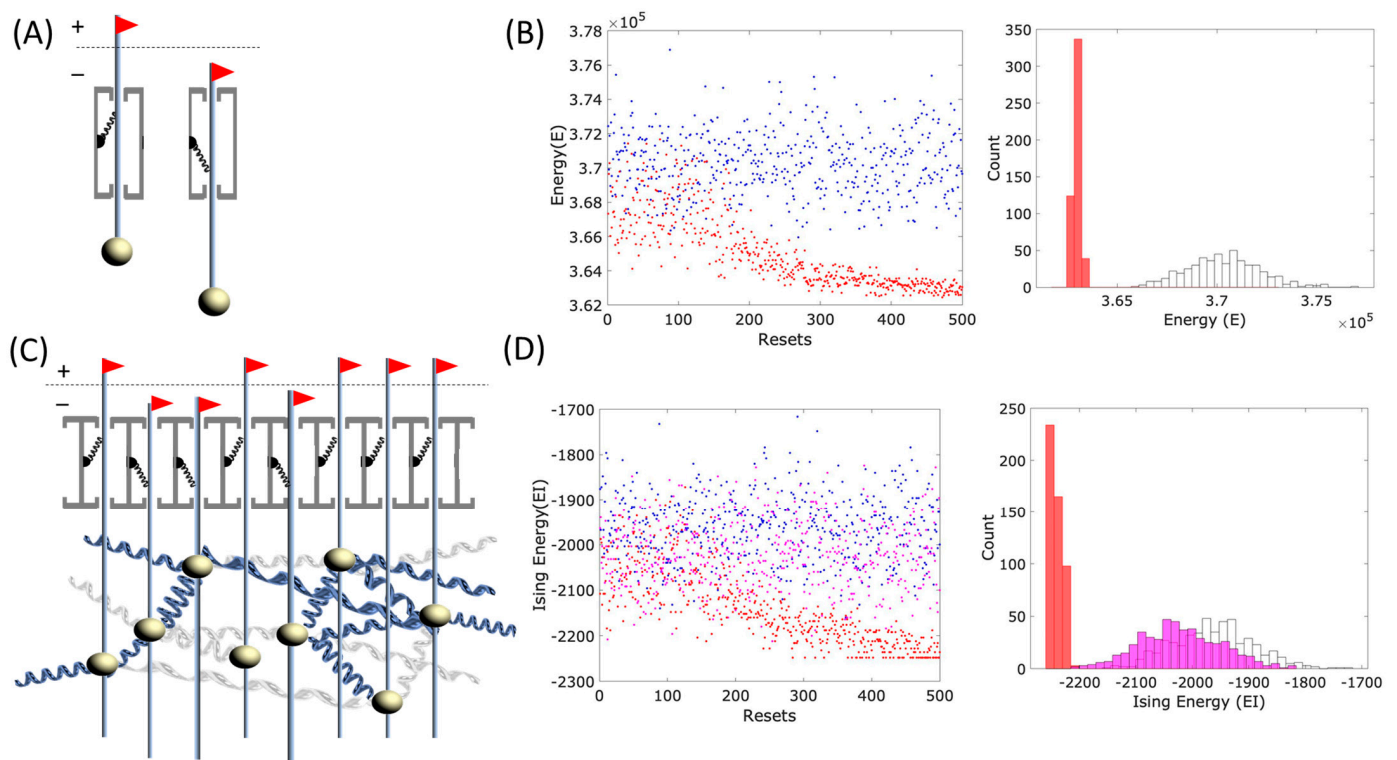 (A)
+
−
(B)
×10⁵
3.78
3.76
3.74
3.72
3.7
3.68
3.66
3.64
3.62
Energy(E)
0 100 200 300 400 500
Resets
350
300
250
200
150
100
50
0
Count
3.65 3.7 3.75
Energy (E)
×10⁵
(C)
+
−
(D)
-1700
-1800
-1900
-2000
-2100
-2200
-2300
Ising Energy(EI)
0 100 200 300 400 500
Resets
250
200
150
100
50
0
Count
-2200 -2100 -2000 -1900 -1800 -1700
Ising Energy (EI)